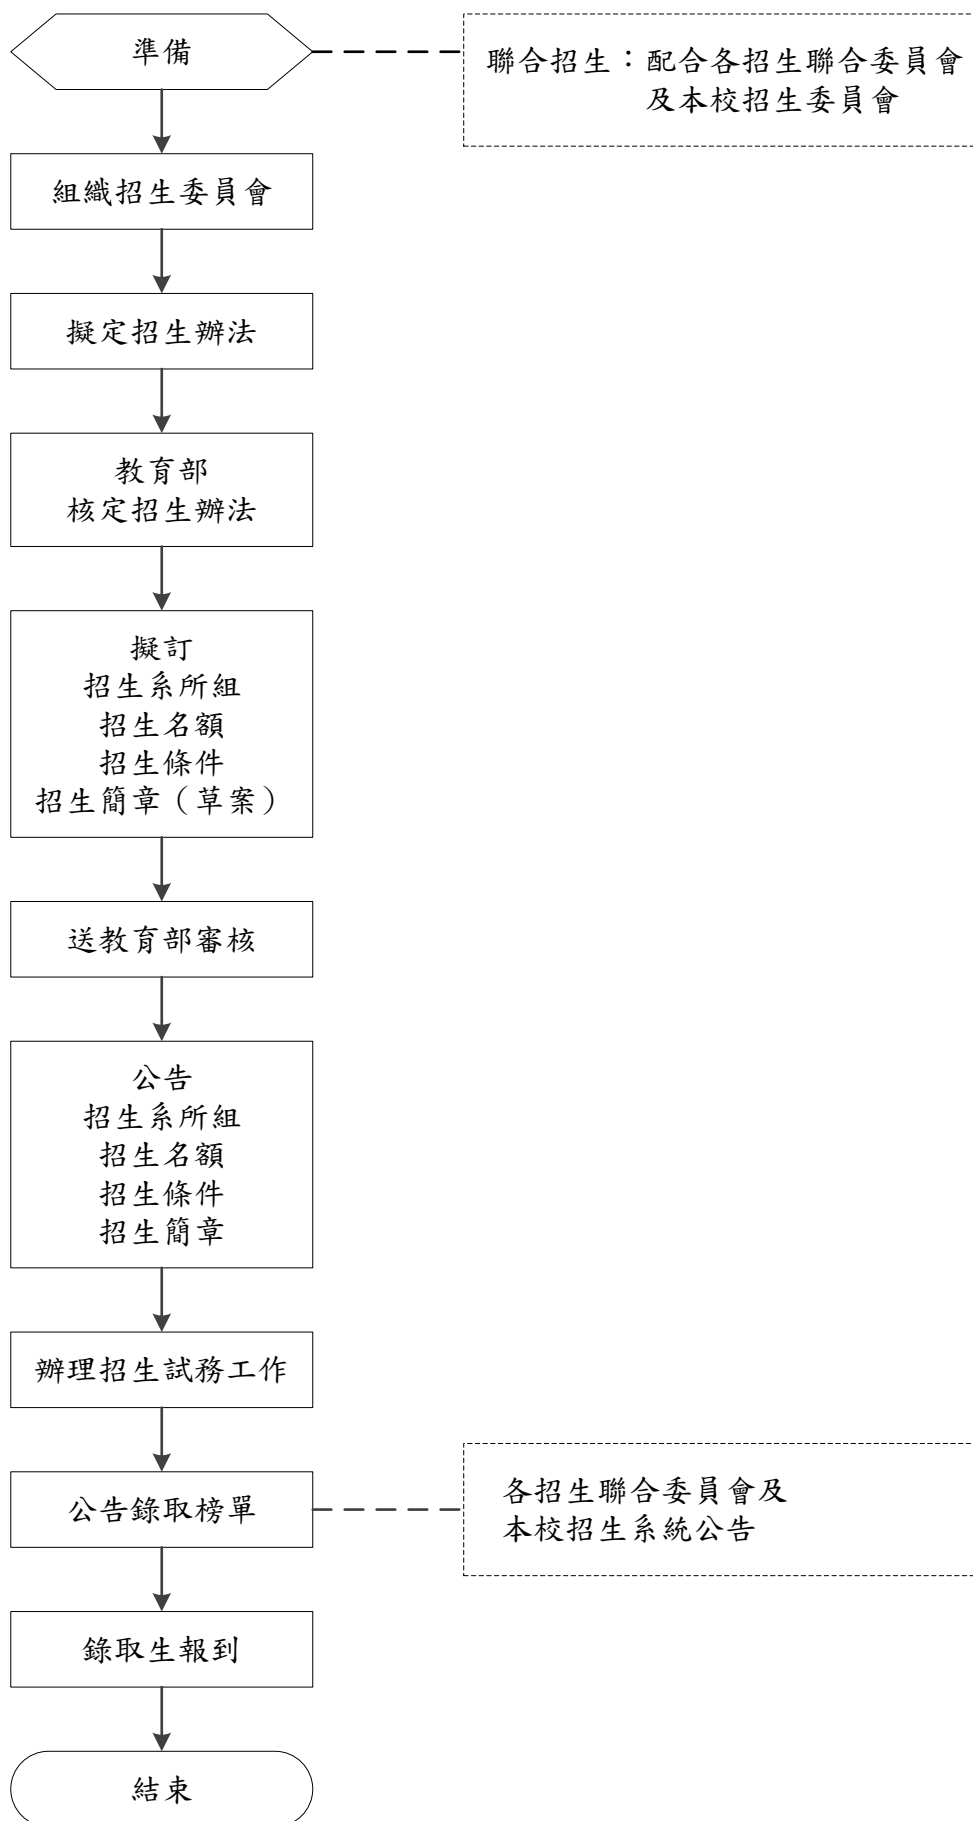 準備
聯合招生：配合各招生聯合委員會
及本校招生委員會
組織招生委員會
擬定招生辦法
教育部
核定招生辦法
擬訂
招生系所組
招生名額
招生條件
招生簡章（草案）
送教育部審核
公告
招生系所組
招生名額
招生條件
招生簡章
辦理招生試務工作
公告錄取榜單
各招生聯合委員會及
本校招生系統公告
錄取生報到
結束